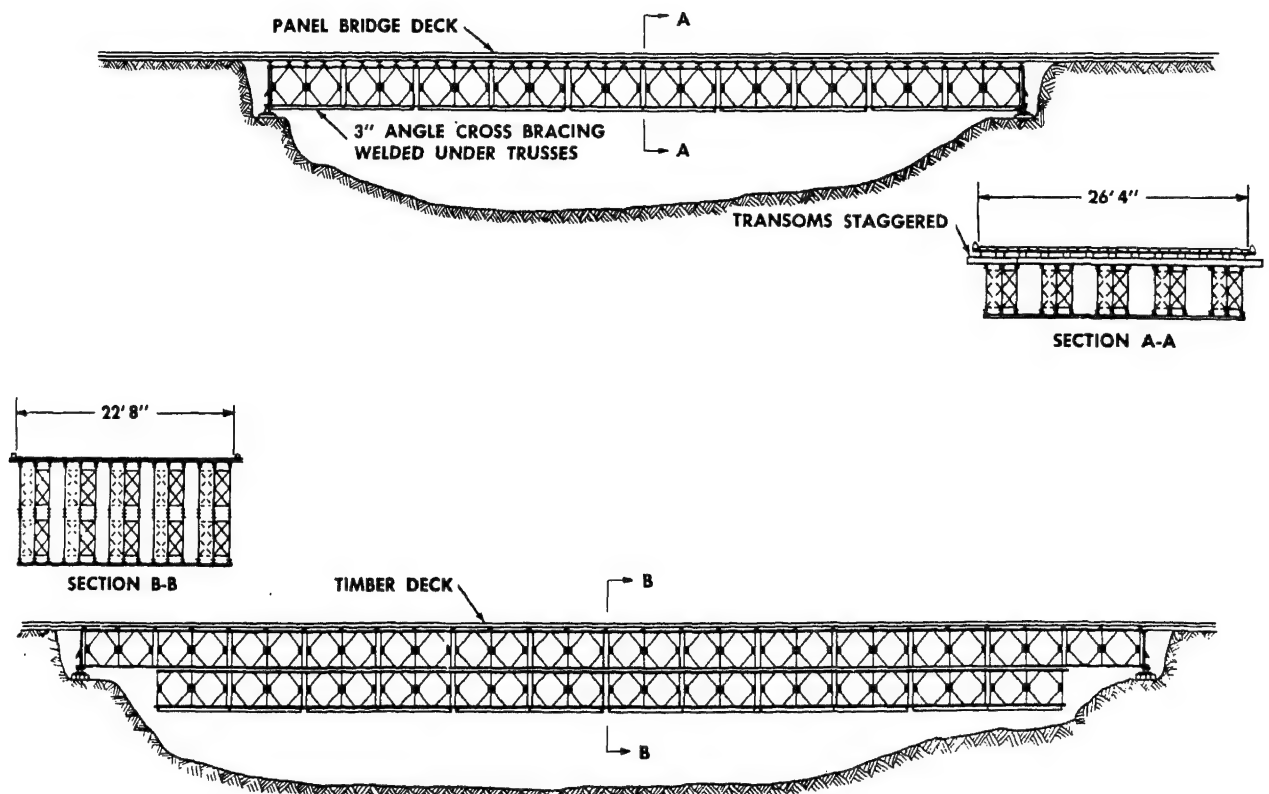 PANEL BRIDGE DECK
A
3" ANGLE CROSS BRACING
WELDED UNDER TRUSSES
A
26' 4"
TRANSOMS STAGGERED
SECTION A-A
22' 8"
SECTION B-B
TIMBER DECK
B
B